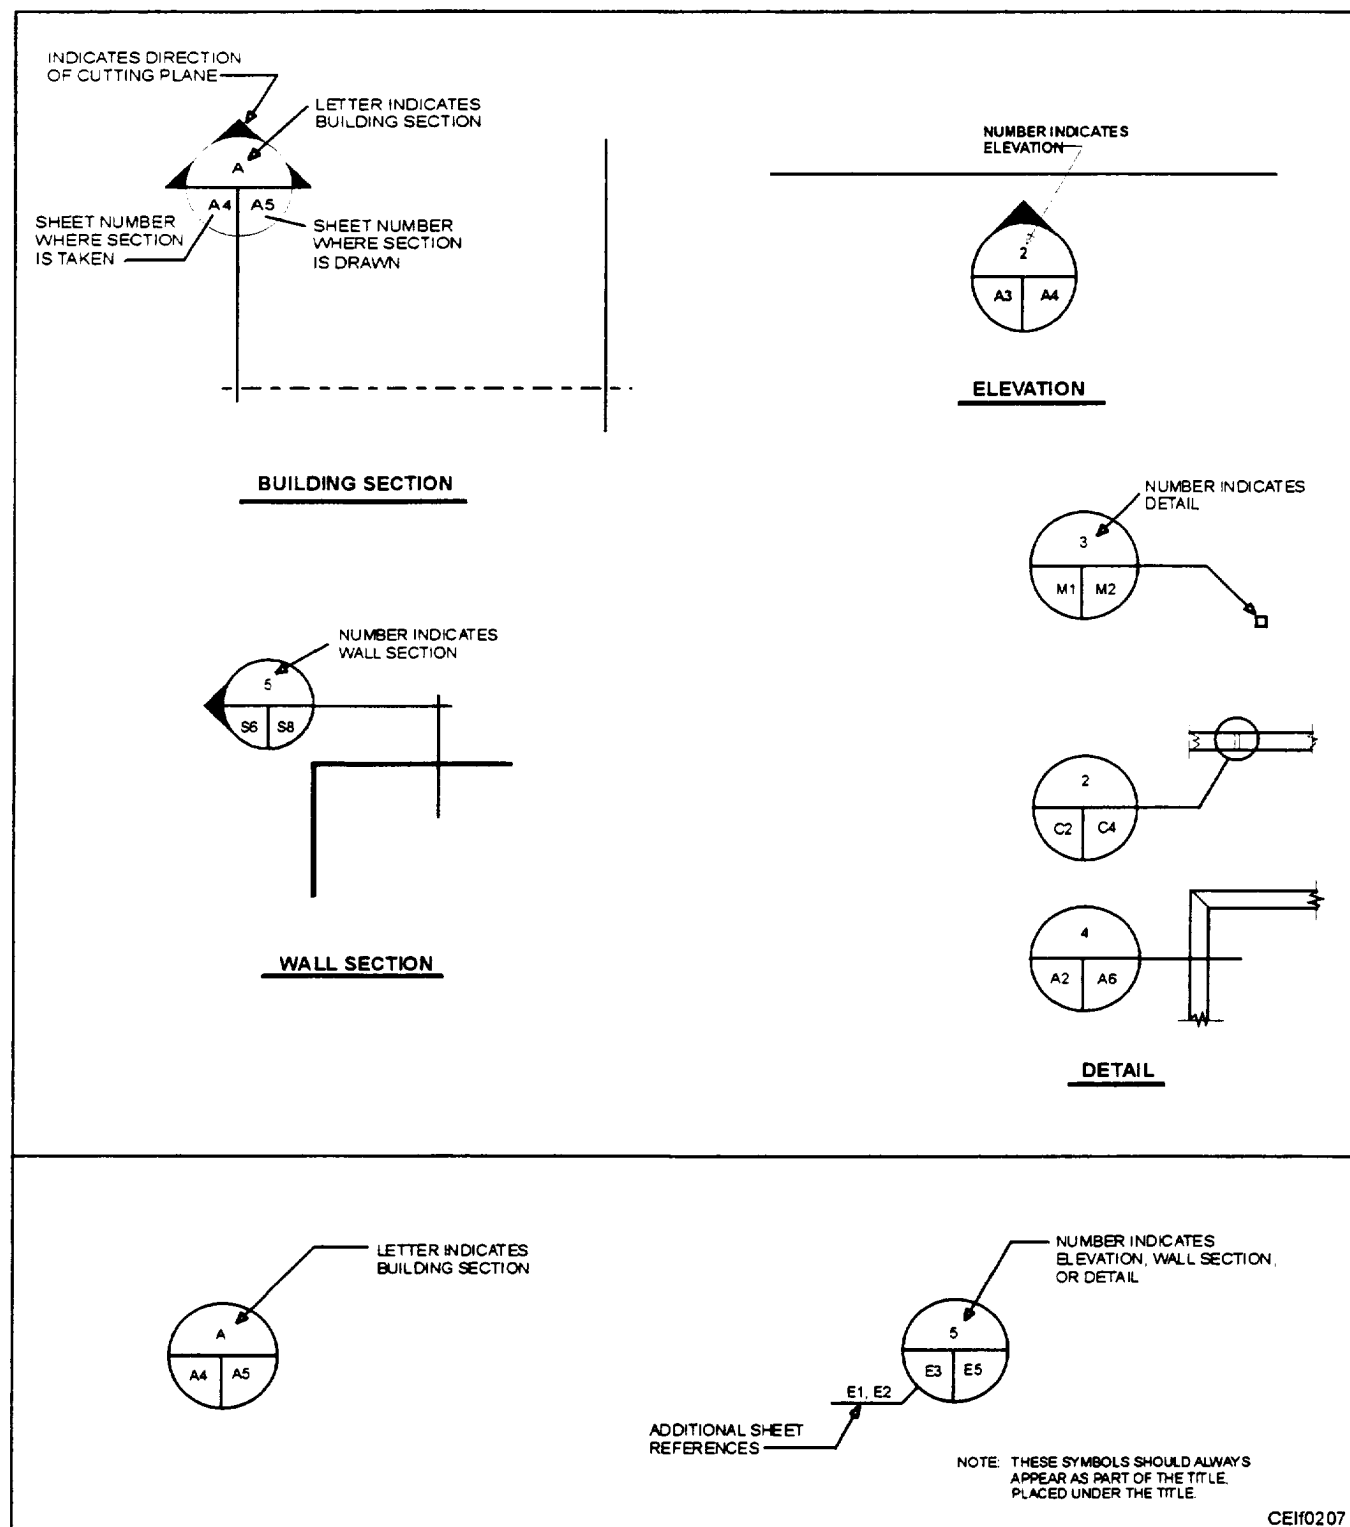 INDICATES DIRECTION
OF CUTTING PLANE
LETTER INDICATES
BUILDING SECTION
A
A4 A5
SHEET NUMBER
WHERE SECTION
IS TAKEN
SHEET NUMBER
WHERE SECTION
IS DRAWN
BUILDING SECTION
NUMBER INDICATES
ELEVATION
2
A3 A4
ELEVATION
NUMBER INDICATES
DETAIL
3
M1 M2
NUMBER INDICATES
WALL SECTION
5
S6 S8
WALL SECTION
2
C2 C4
4
A2 A6
DETAIL
LETTER INDICATES
BUILDING SECTION
A
A4 A5
NUMBER INDICATES
ELEVATION, WALL SECTION,
OR DETAIL
5
E3 E5
E1, E2
ADDITIONAL SHEET
REFERENCES
NOTE: THESE SYMBOLS SHOULD ALWAYS
APPEAR AS PART OF THE TITLE,
PLACED UNDER THE TITLE.
CEIf0207